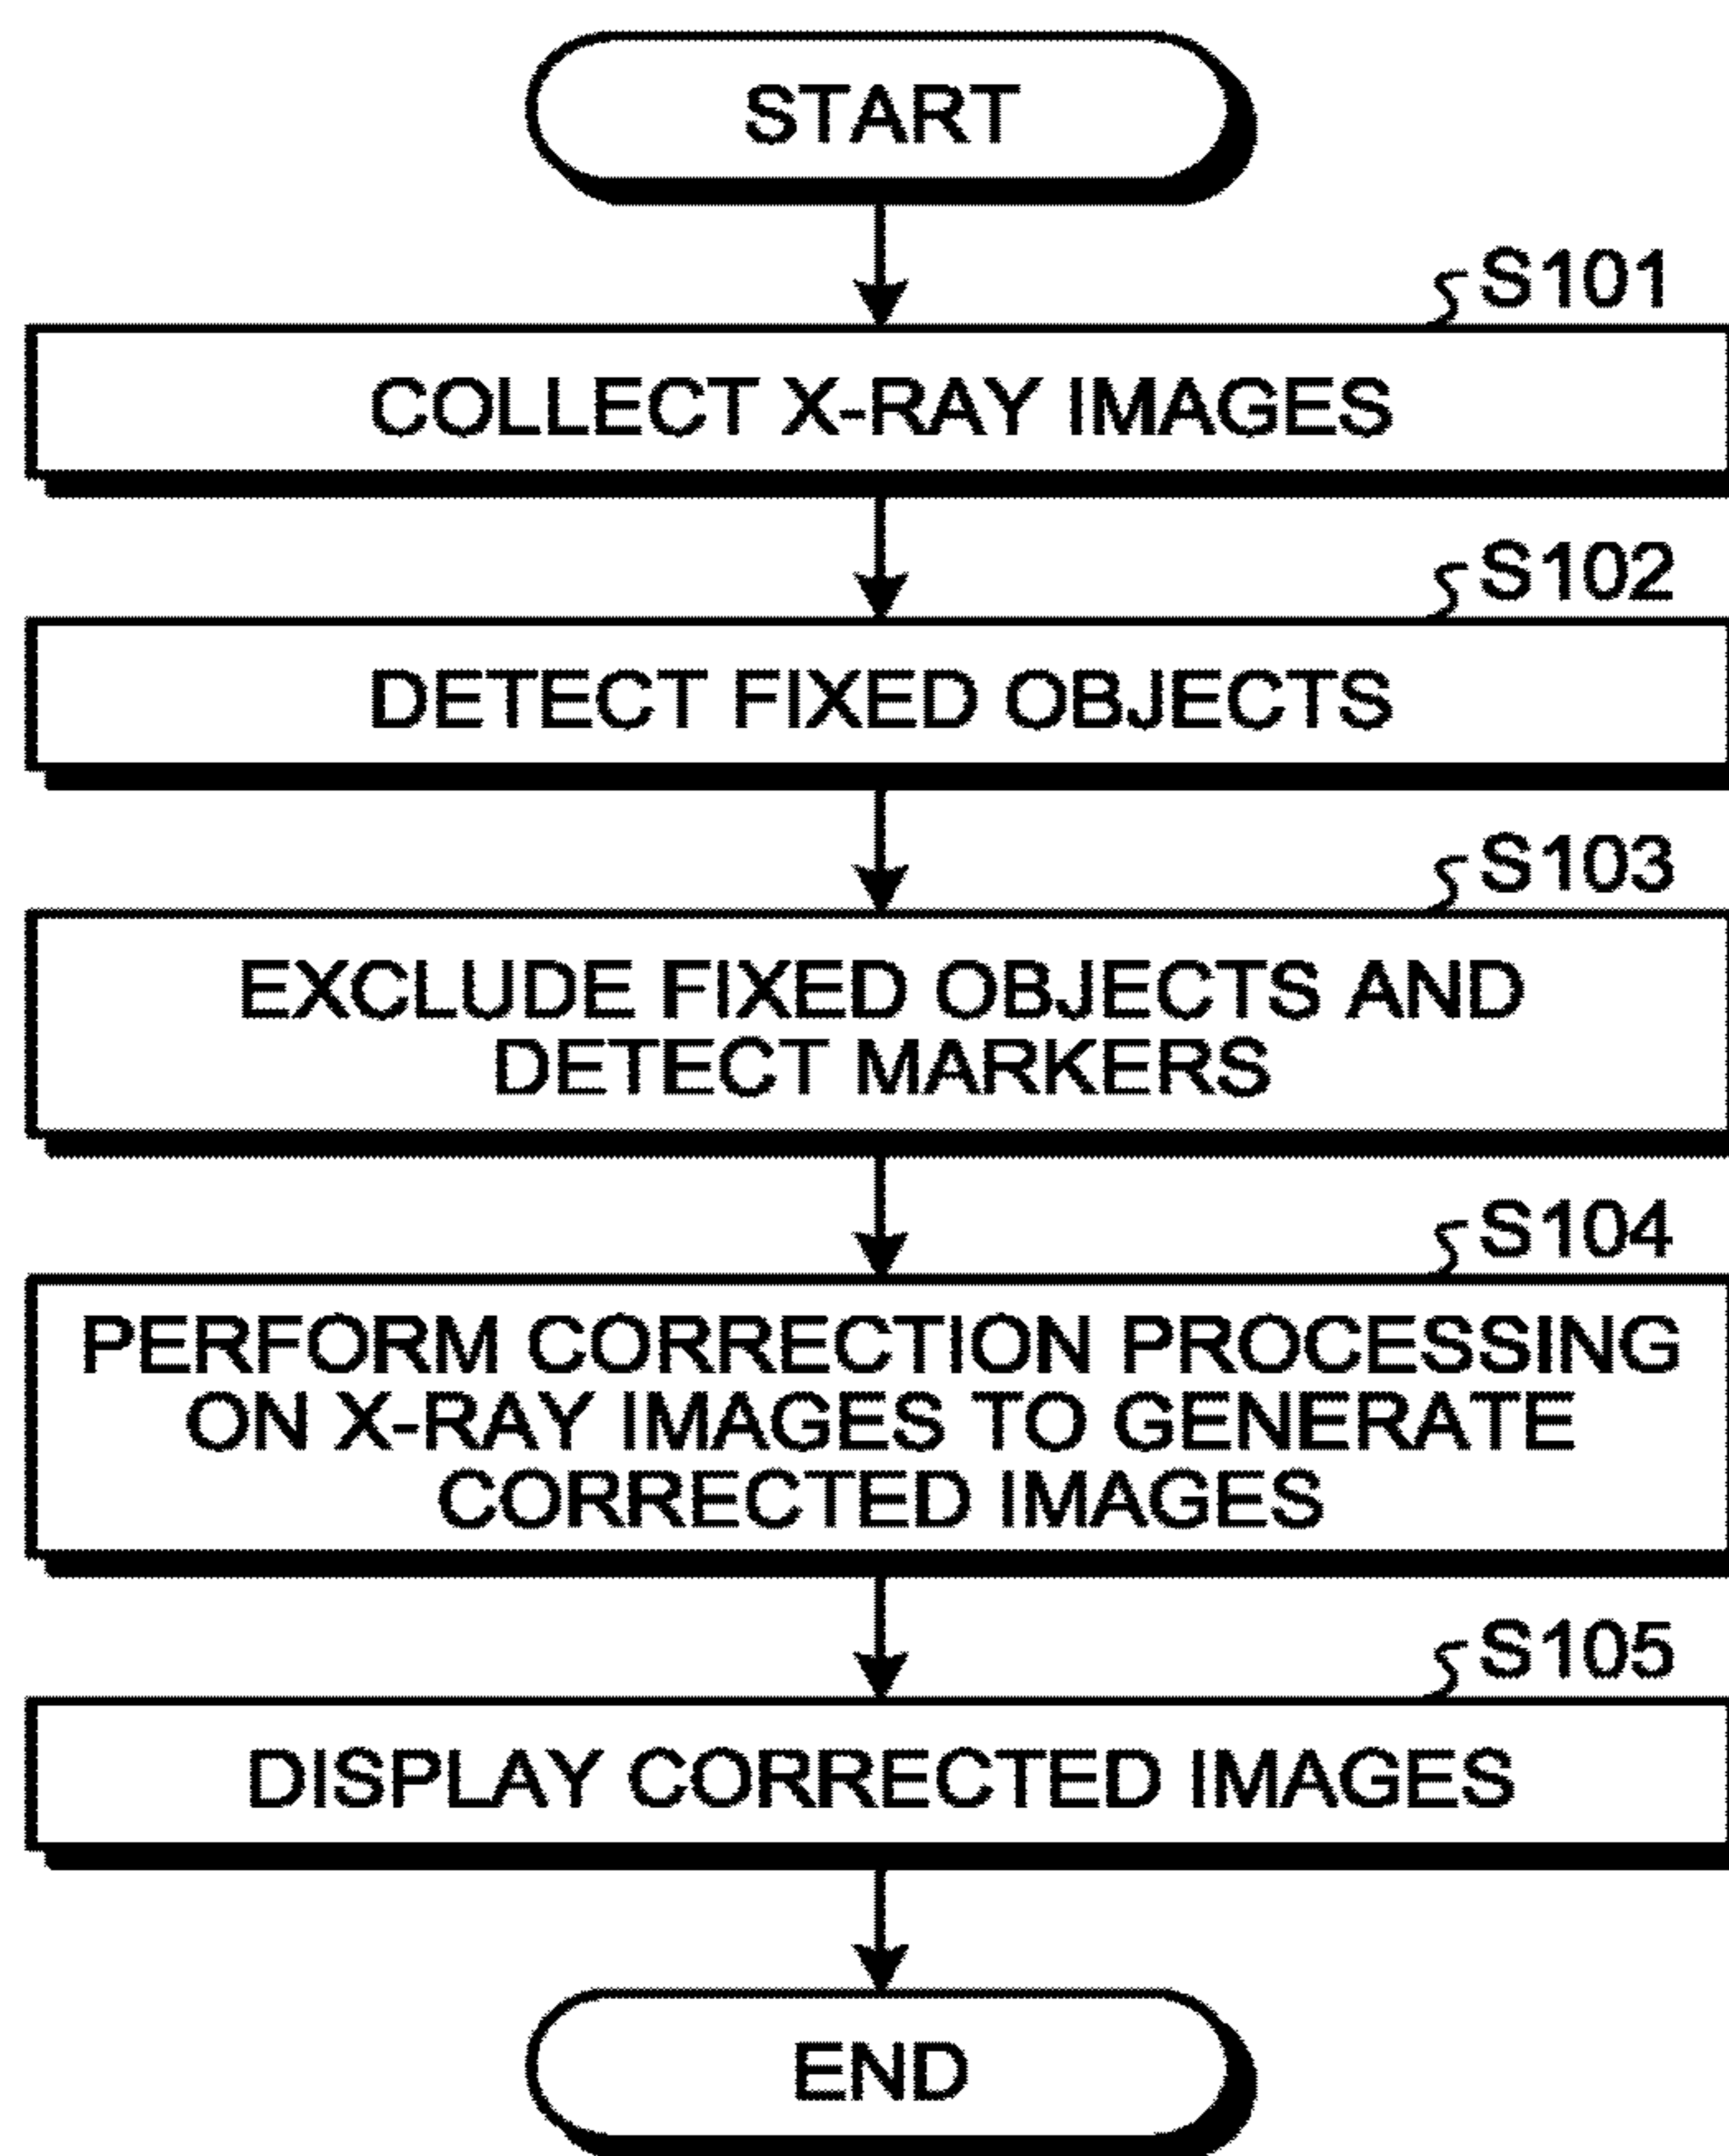 START
S101
COLLECT X-RAY IMAGES
S102
DETECT FIXED OBJECTS
S103
EXCLUDE FIXED OBJECTS AND
DETECT MARKERS
S104
PERFORM CORRECTION PROCESSING
ON X-RAY IMAGES TO GENERATE
CORRECTED IMAGES
S105
DISPLAY CORRECTED IMAGES
END